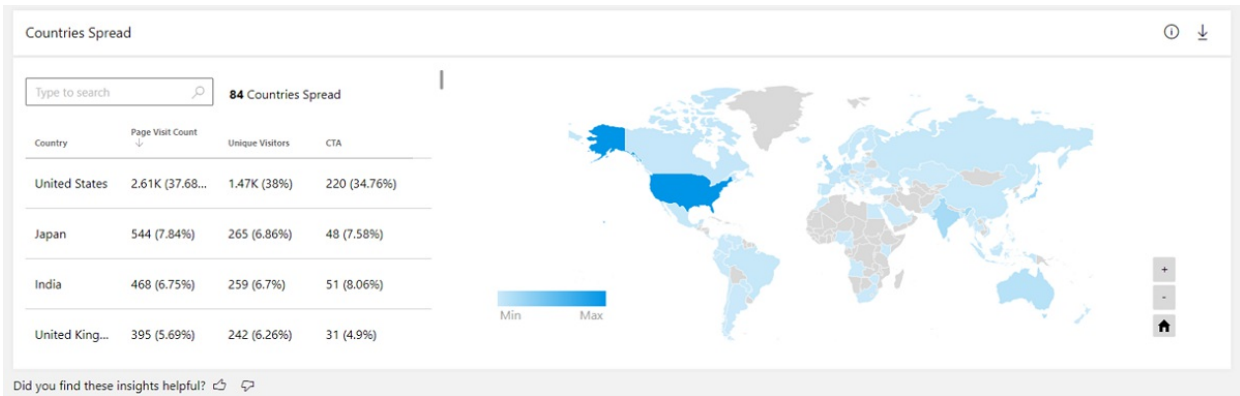 Countries Spread
Type to search
84 Countries Spread
Country Page Visit Count Unique Visitors CTA
United States 2.61K (37.68... 1.47K (38%) 220 (34.76%)
Japan 544 (7.84%) 265 (6.86%) 48 (7.58%)
India 468 (6.75%) 259 (6.7%) 51 (8.06%)
United King... 395 (5.69%) 242 (6.26%) 31 (4.9%)
Min Max
+
-
Did you find these insights helpful?